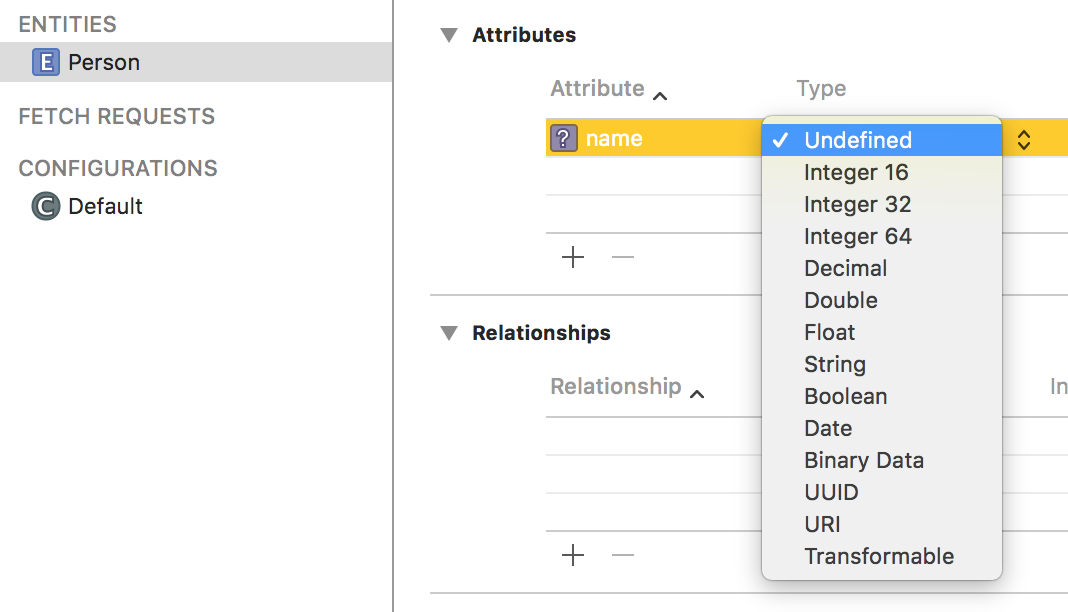 ENTITIES
E Person
FETCH REQUESTS
CONFIGURATIONS
C Default
Attributes
Attribute Type
? name
Undefined
Integer 16
Integer 32
Integer 64
Decimal
Double
Float
String
Boolean
Date
Binary Data
UUID
URI
Transformable
Relationships
Relationship In